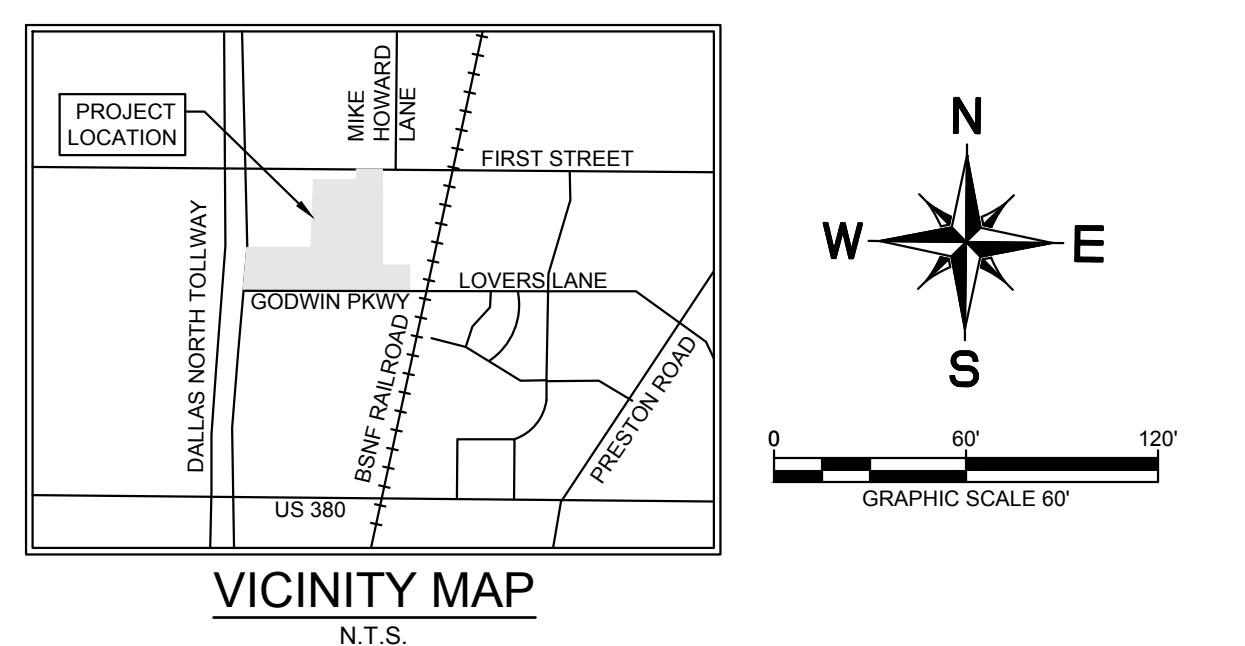 PROJECT
LOCATION
MIKE
HOWARD
LANE
FIRST STREET
DALLAS NORTH TOLLWAY
LOVERS LANE
GODWIN PKWY
BSNF RAILROAD
PRESTON ROAD
US 380
VICINITY MAP
N.T.S.
N
W
E
S
0 60' 120'
GRAPHIC SCALE 60'